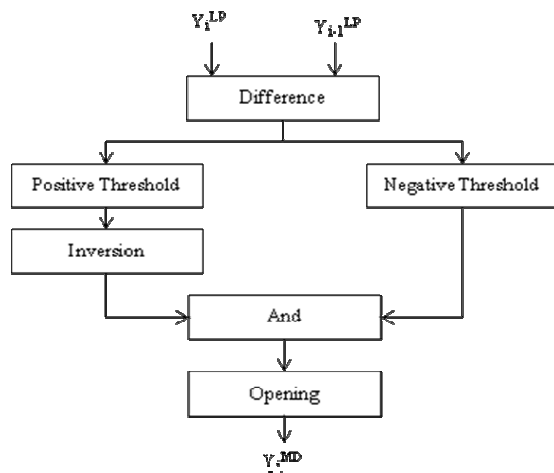 Y_i^LP
Y_i-1^LP
Difference
Positive Threshold
Negative Threshold
Inversion
And
Opening
Y_i^MD